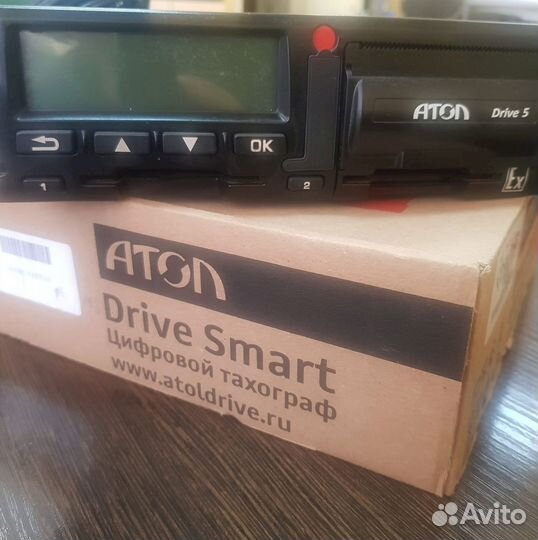 АТОЛ Drive 5
OK
1
2
Ex
АТОЛ
Drive Smart
Цифровой тахограф
www.atoldrive.ru
Avito